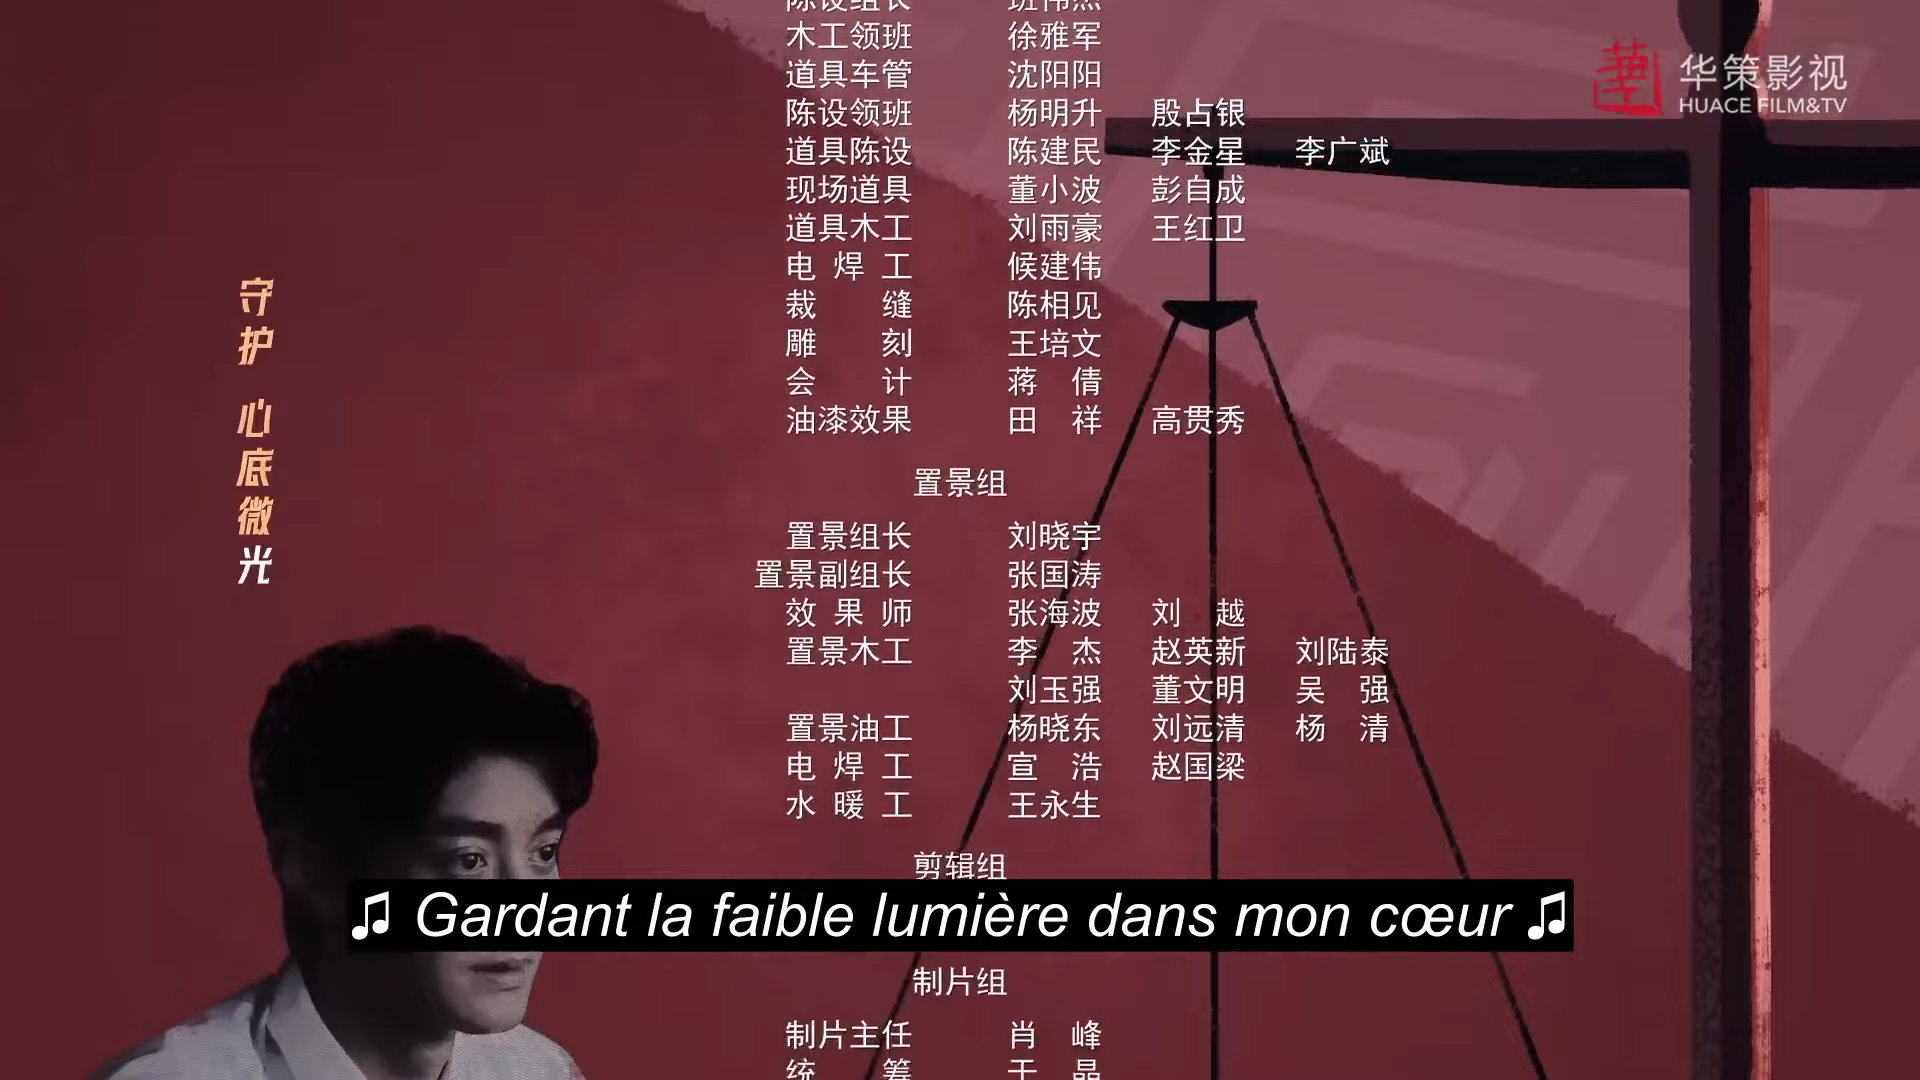 木工领班 徐雅军
道具车管 沈阳阳
陈设领班 杨明升 殷占银
道具陈设 陈建民 李金星 李广斌
现场道具 董小波 彭自成
道具木工 刘雨豪 王红卫
电焊工 候建伟
裁缝 陈相见
雕刻 王培文
会计 蒋倩
油漆效果 田祥 高贯秀
置景组
置景组长 刘晓宇
置景副组长 张国涛
效果师 张海波 刘越
置景木工 李杰 赵英新 刘陆泰
刘玉强 董文明 吴强
置景油工 杨晓东 刘远清 杨清
电焊工 宣浩 赵国梁
水暖工 王永生
剪辑组
制片组
制片主任 肖峰
华策影视
HUACE FILM&TV
守护 心底微光
♫ Gardant la faible lumière dans mon cœur ♫